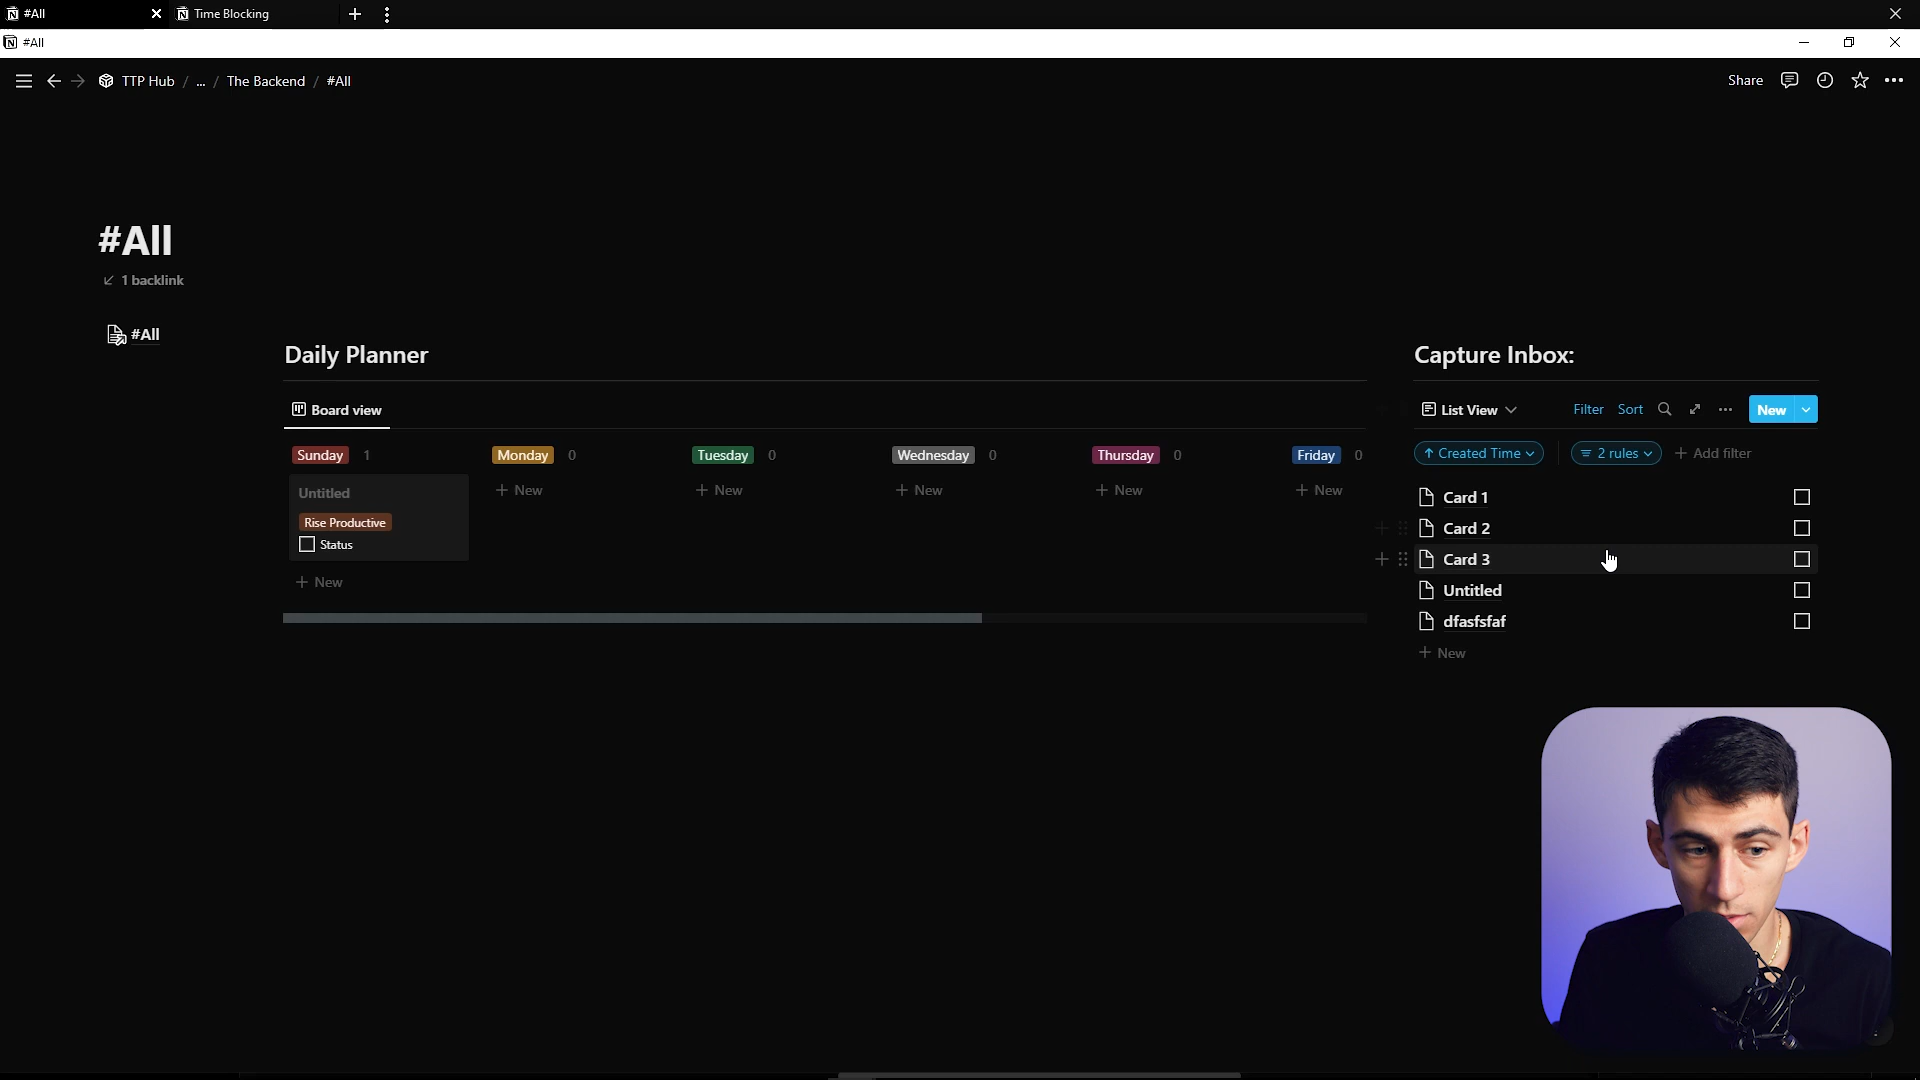 #All
Time Blocking
#All
TTP Hub / ... / The Backend / #All
Share
#All
1 backlink
#All
Daily Planner
Board view
Sunday 1
Monday 0
Tuesday 0
Wednesday 0
Thursday 0
Friday 0
Untitled
Rise Productive
Status
+ New
+ New
+ New
+ New
+ New
+ New
Capture Inbox:
List View
Filter
Sort
New
Created Time
2 rules
+ Add filter
Card 1
Card 2
Card 3
Untitled
dfasfsfaf
+ New